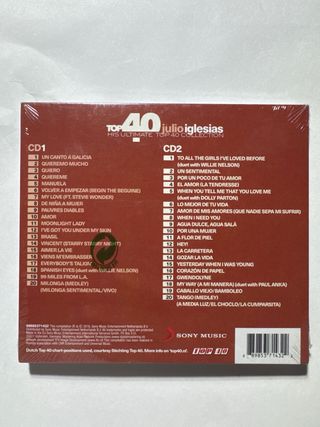 TOP 40
julio iglesias
HIS ULTIMATE TOP 40 COLLECTION
CD1
1 UN CANTO A GALICIA
2 QUEREMO MUCHO
3 QUIERO
4 QUIEREME
5 MANUELA
6 VOLVER A EMPEZAR (BEGIN THE BEGUINE)
7 MY LOVE (FT. STEVIE WONDER)
8 DE NIÑA A MUJER
9 PAUVRES DIABLES
10 AMOR
11 MOONLIGHT LADY
12 I'VE GOT YOU UNDER MY SKIN
13 BRASIL
14 VINCENT (STARRY STARRY NIGHT)
15 AIMER LA VIE
16 VIENS M'EMBRASSER
17 EVERYBODY'S TALKIN'
18 SPANISH EYES (duet with WILLIE NELSON)
19 99 MILES FROM L.A.
20 MILONGA (MEDLEY)
(MILONGA SENTIMENTAL/VIVO)
CD2
1 TO ALL THE GIRLS I'VE LOVED BEFORE
(duet with WILLIE NELSON)
2 UN SENTIMENTAL
3 POR UN POCO DE TU AMOR
4 EL AMOR (LA TENDRESSE)
5 WHEN YOU TELL ME THAT YOU LOVE ME
(duet with DOLLY PARTON)
6 LO MEJOR DE TU VIDA
7 AMOR DE MIS AMORES (QUE NADIE SEPA MI SUFRIR)
8 WHEN I NEED YOU
9 AGUA DULCE, AGUA SALÀ
10 POR UNA MUJER
11 A FLOR DE PIEL
12 HEY!
13 LA CARRETERA
14 GOZAR LA VIDA
15 YESTERDAY WHEN I WAS YOUNG
16 CORAZÓN DE PAPEL
17 GWENDOLYNE
18 MY WAY (A MI MANERA) (duet with PAUL ANKA)
19 CABALLO VIEJO/BAMBOLEO
20 TANGO (MEDLEY)
(A MEDIA LUZ/EL CHOCLO/LA CUMPARSITA)
88985371432
SONY MUSIC
TOP 40
Dutch Top 40 chart-positions used, courtesy Stichting Top 40. More info on top40.nl.
8 89853 71432 3